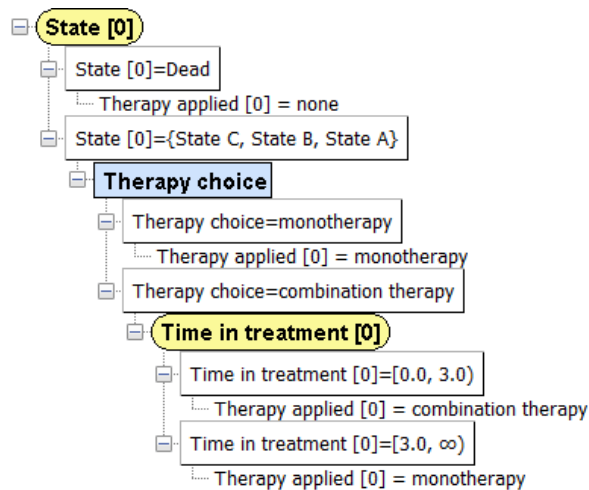 State [0]
State [0]=Dead
Therapy applied [0] = none
State [0]={State C, State B, State A}
Therapy choice
Therapy choice=monotherapy
Therapy applied [0] = monotherapy
Therapy choice=combination therapy
Time in treatment [0]
Time in treatment [0]=[0.0, 3.0)
Therapy applied [0] = combination therapy
Time in treatment [0]=[3.0, ∞)
Therapy applied [0] = monotherapy